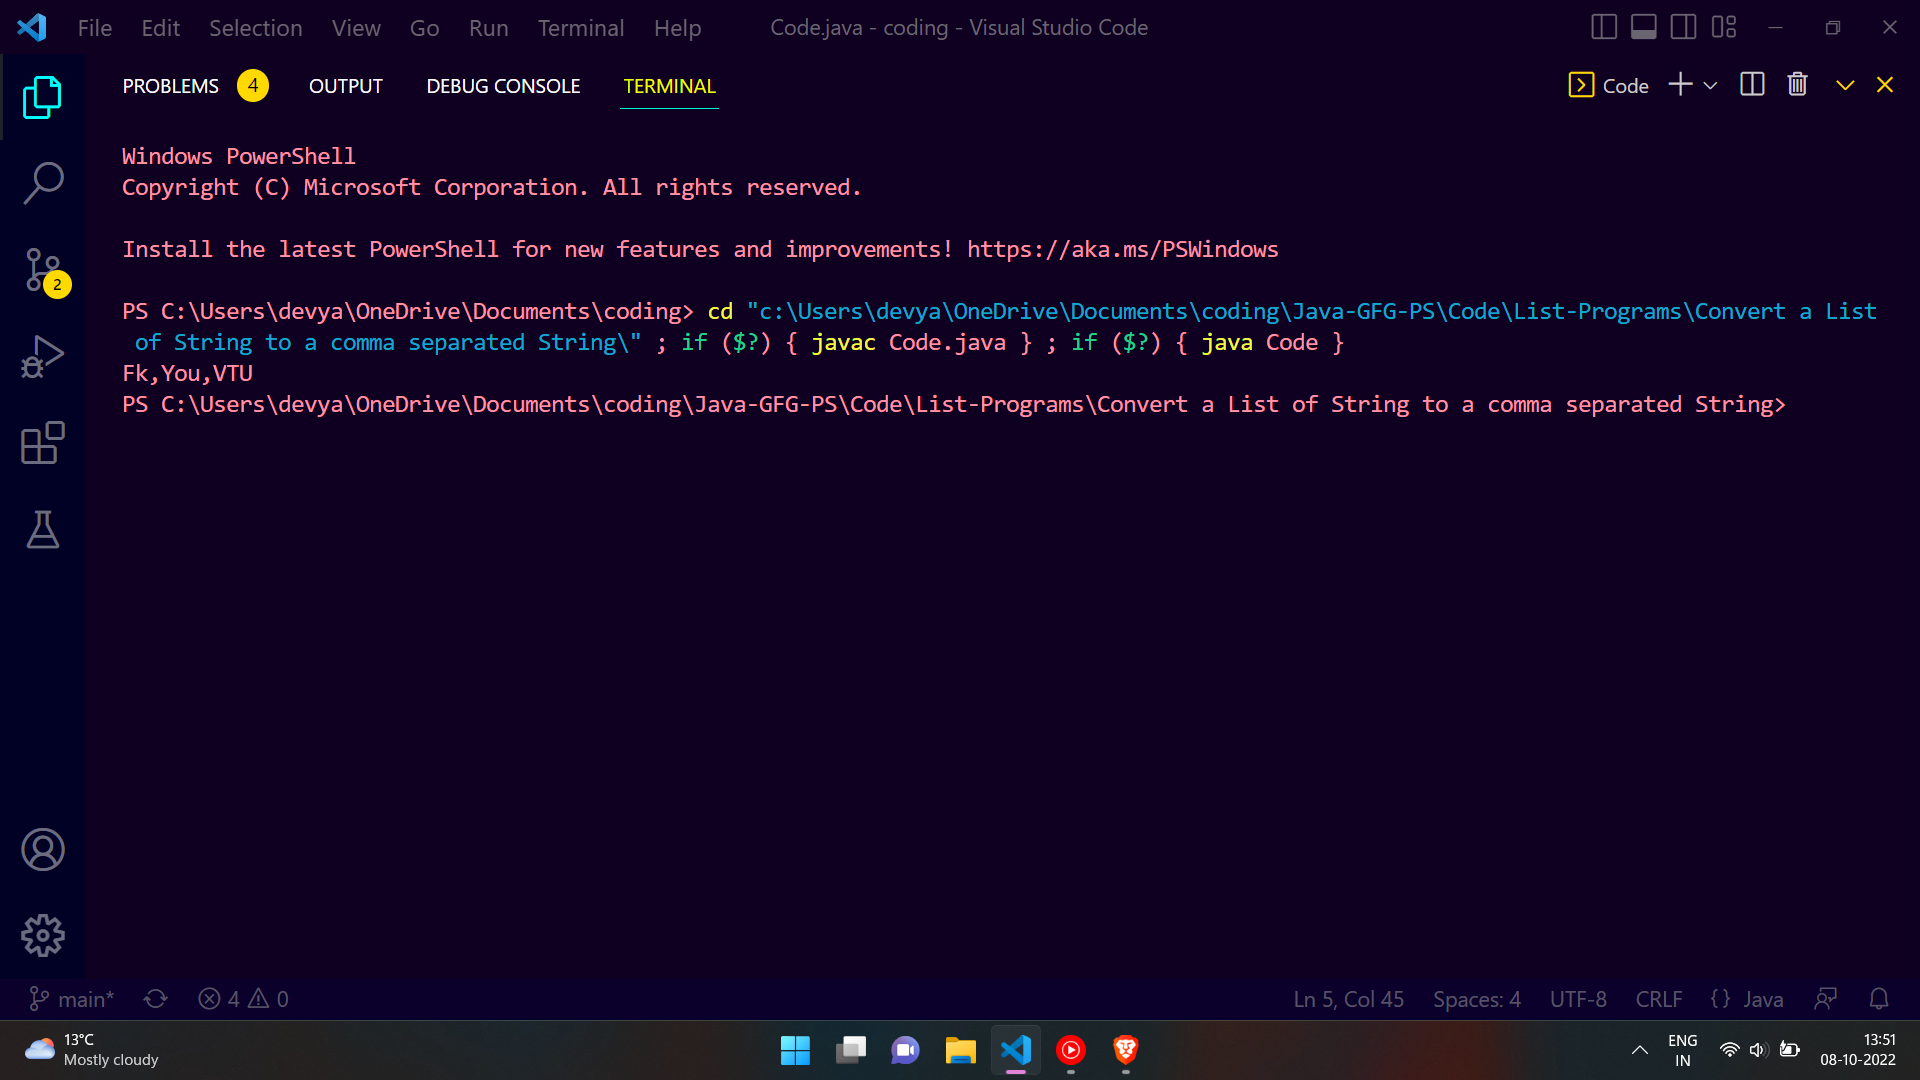 File Edit Selection View Go Run Terminal Help Code.java - coding - Visual Studio Code
PROBLEMS 4 OUTPUT DEBUG CONSOLE TERMINAL Code
Windows PowerShell
Copyright (C) Microsoft Corporation. All rights reserved.
Install the latest PowerShell for new features and improvements! https://aka.ms/PSWindows
2
PS C:\Users\devya\OneDrive\Documents\coding> cd "c:\Users\devya\OneDrive\Documents\coding\Java-GFG-PS\Code\List-Programs\Convert a List
of String to a comma separated String\" ; if ($?) { javac Code.java } ; if ($?) { java Code }
Fk,You,VTU
PS C:\Users\devya\OneDrive\Documents\coding\Java-GFG-PS\Code\List-Programs\Convert a List of String to a comma separated String>
main* 4 0 Ln 5, Col 45 Spaces: 4 UTF-8 CRLF {} Java
13°C
Mostly cloudy
ENG
IN
13:51
08-10-2022